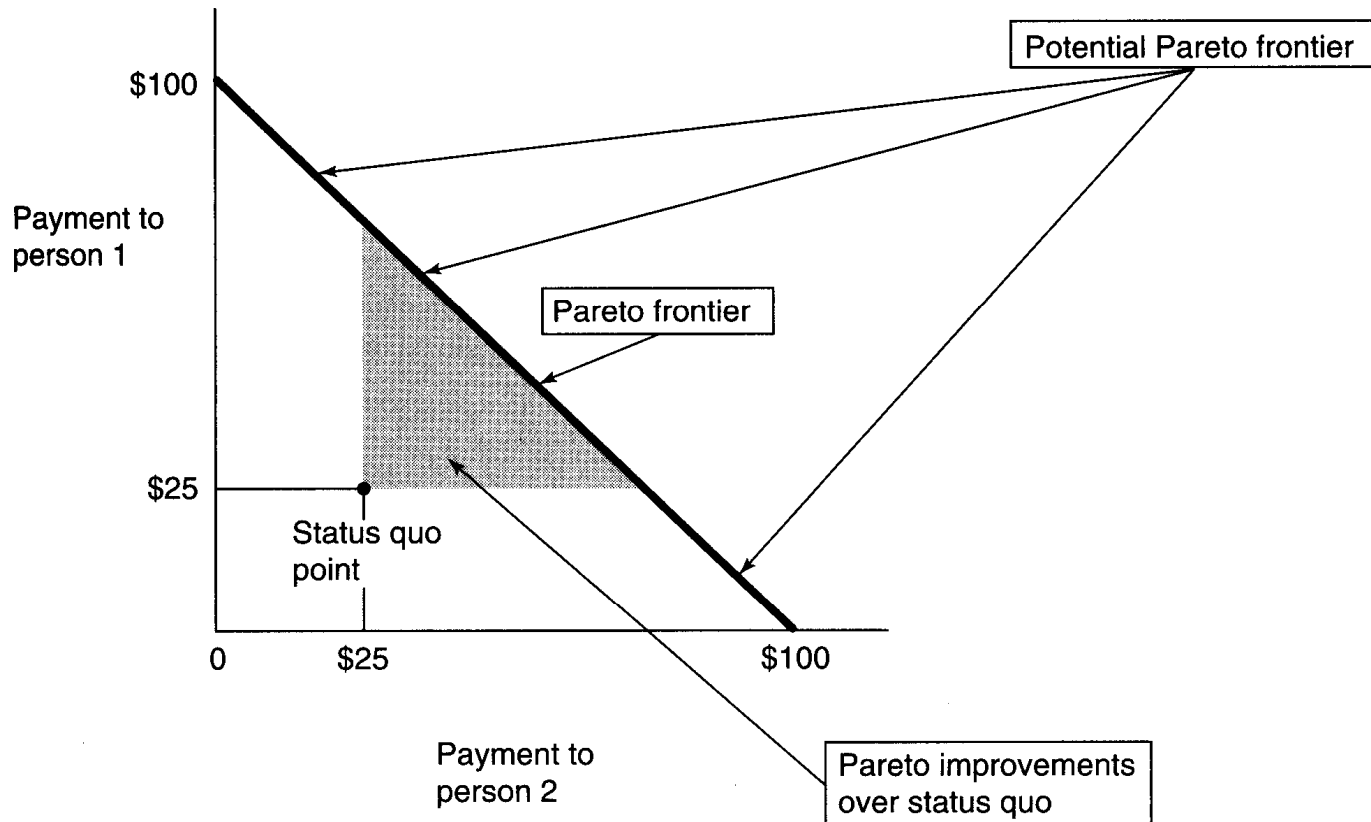 Potential Pareto frontier
$100
Payment to
person 1
Pareto frontier
$25
Status quo
point
0
$25
$100
Payment to
person 2
Pareto improvements
over status quo